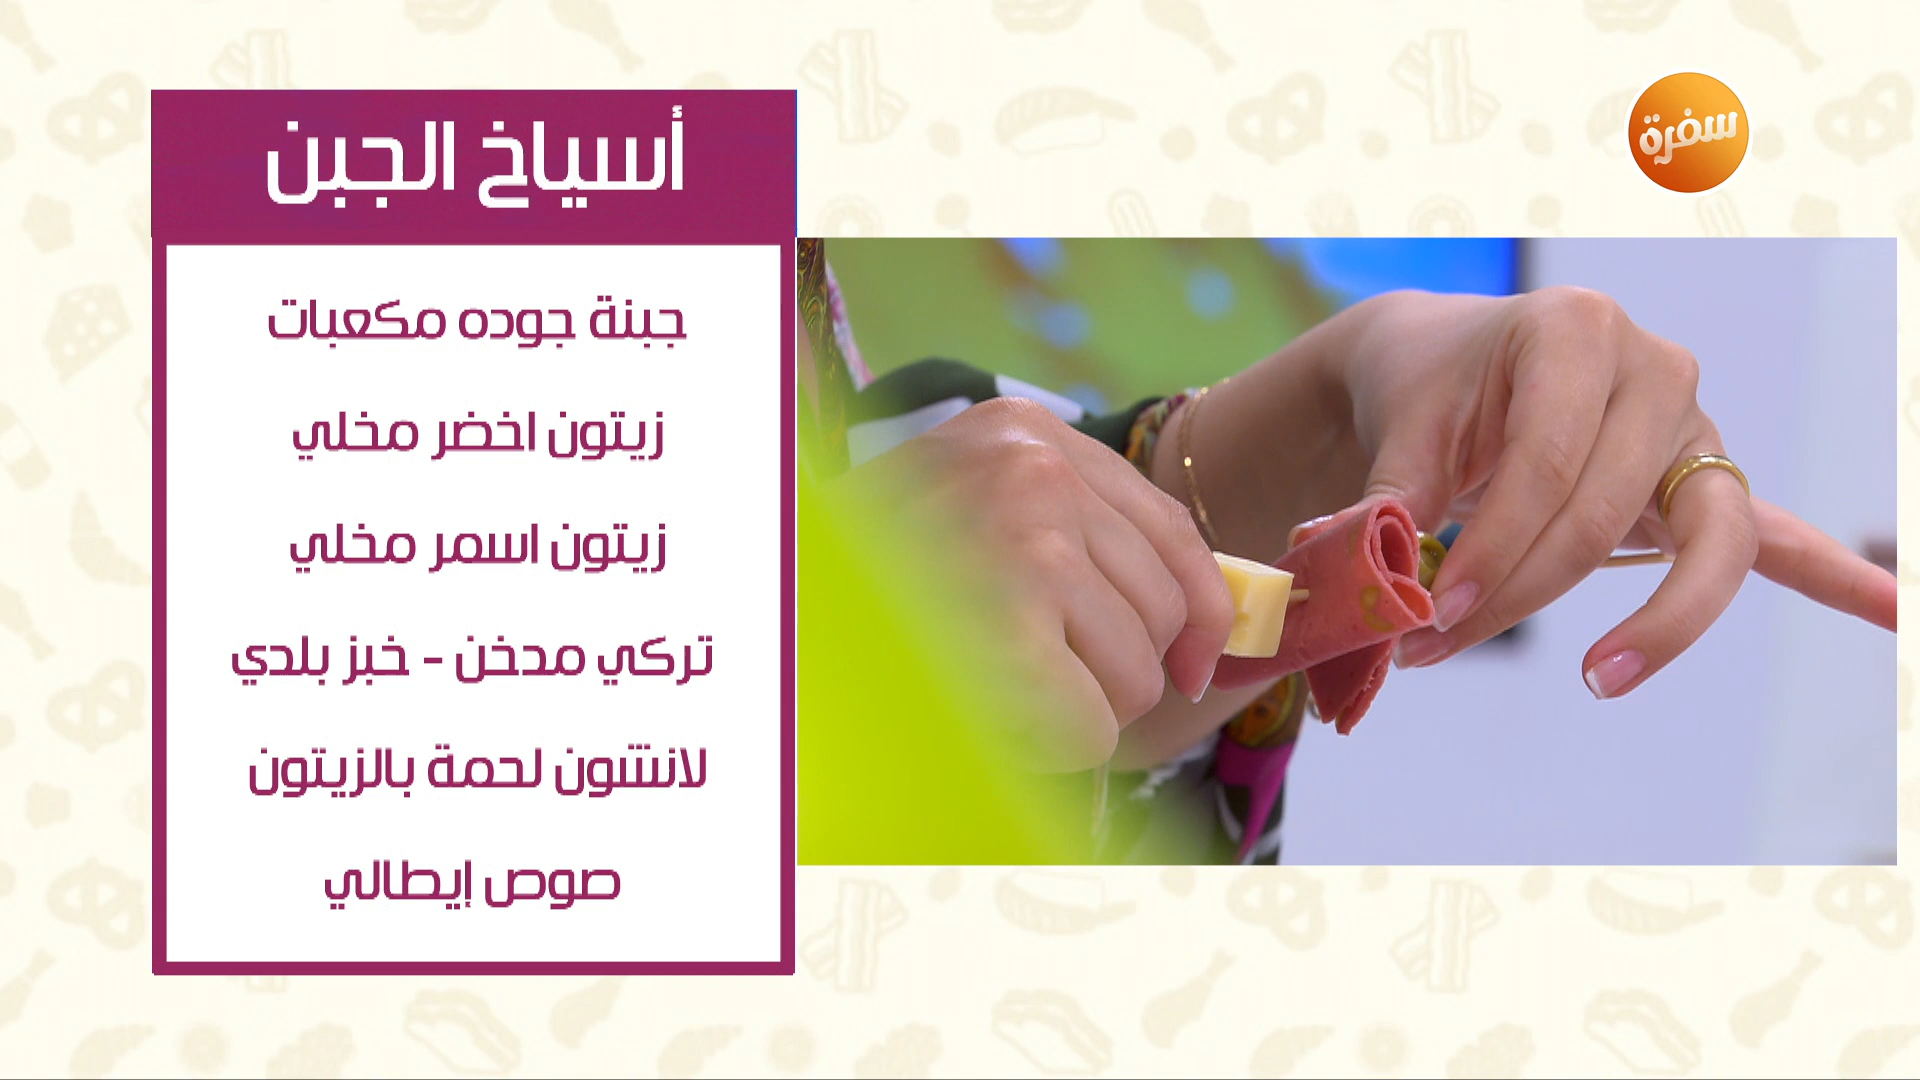 أسياخ الجبن
سفرة
جبنة جوده مكعبات
زيتون اخضر مخلي
زيتون اسمر مخلي
تركي مدخن - خبز بلدي
لانشون لحمة بالزيتون
صوص إيطالي